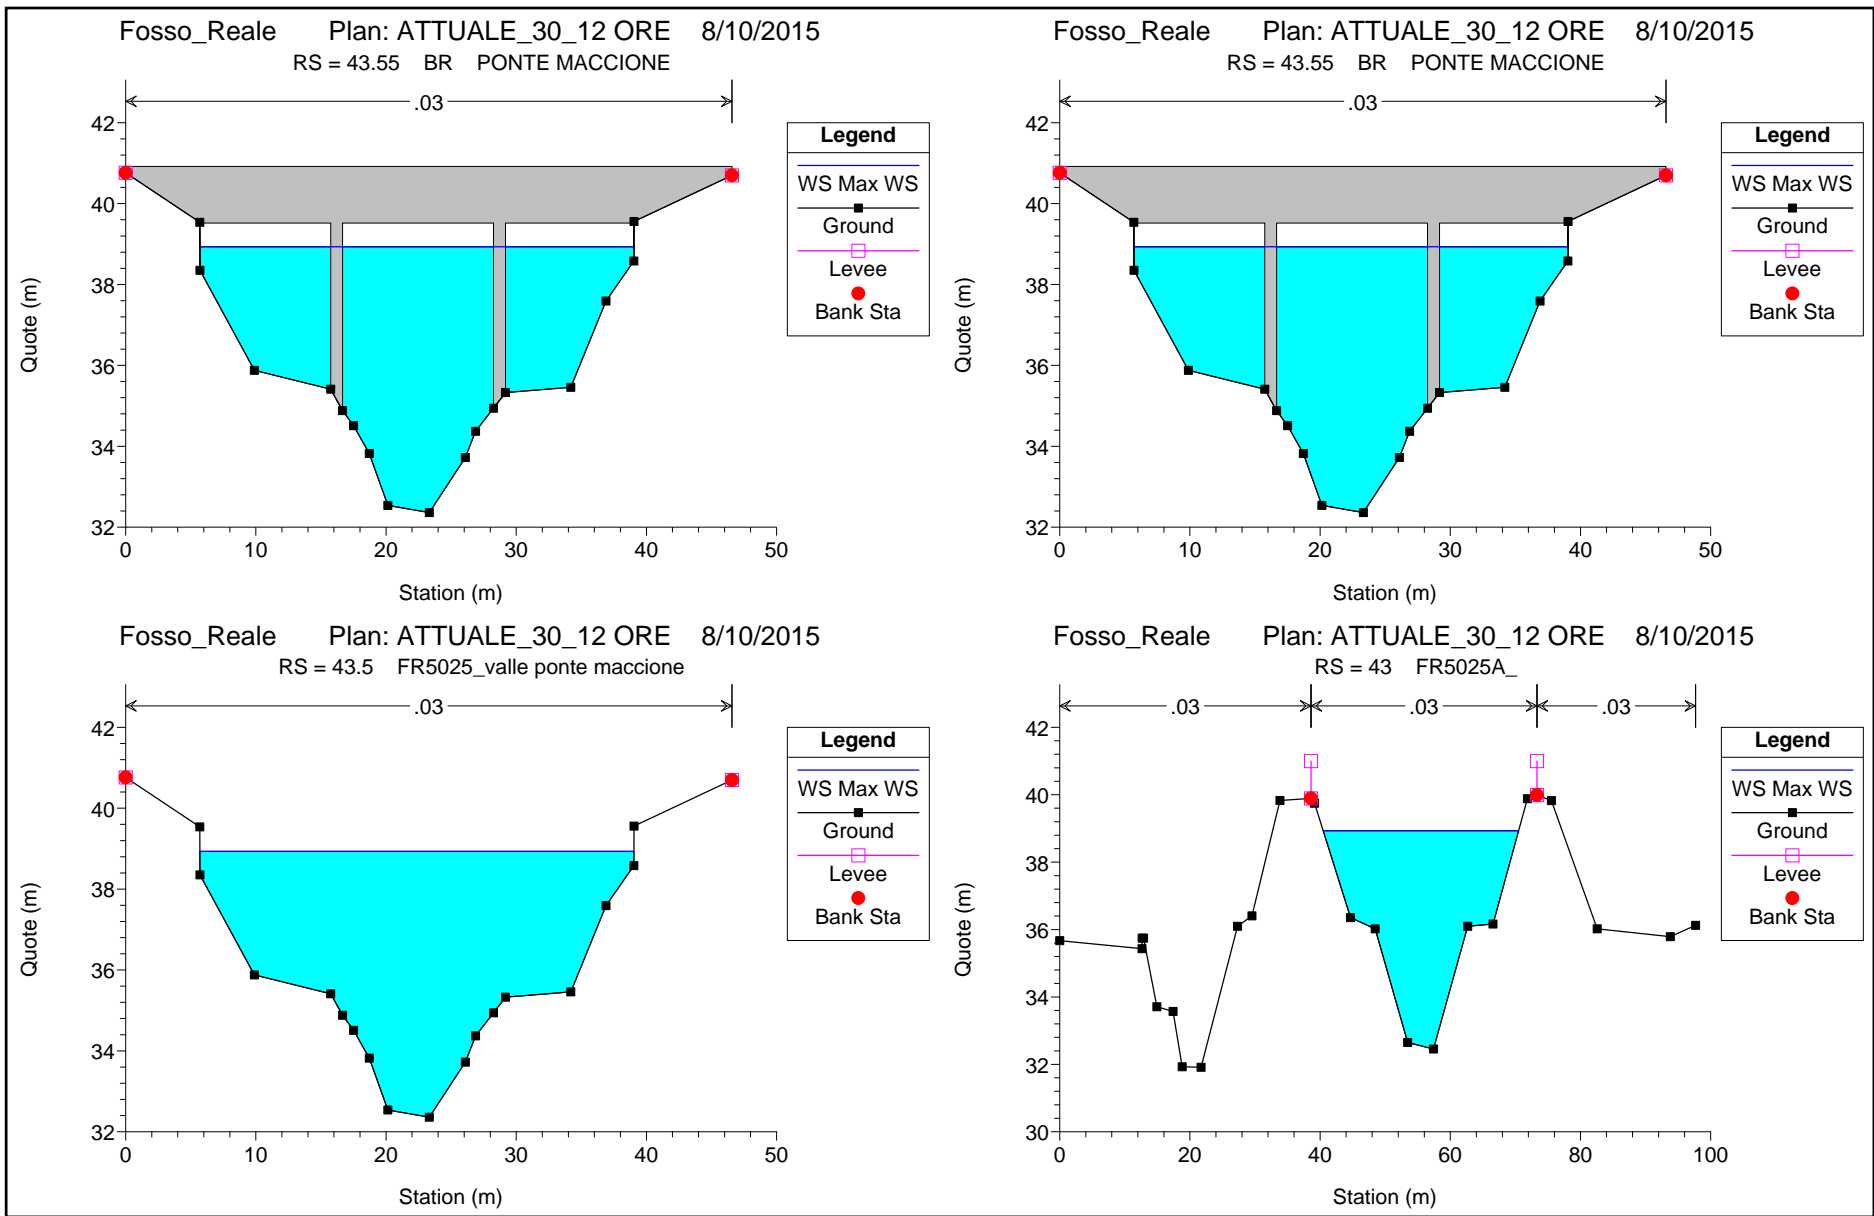 Fosso_Reale Plan: ATTUALE_30_12 ORE 8/10/2015
RS = 43.55 BR PONTE MACCIONE
.03
42
40
38
36
34
32
0 10 20 30 40 50
Quote (m)
Station (m)
Legend
WS Max WS
Ground
Levee
Bank Sta
Fosso_Reale Plan: ATTUALE_30_12 ORE 8/10/2015
RS = 43.55 BR PONTE MACCIONE
.03
42
40
38
36
34
32
0 10 20 30 40 50
Quote (m)
Station (m)
Legend
WS Max WS
Ground
Levee
Bank Sta
Fosso_Reale Plan: ATTUALE_30_12 ORE 8/10/2015
RS = 43.5 FR5025_valle ponte maccione
.03
42
40
38
36
34
32
0 10 20 30 40 50
Quote (m)
Station (m)
Legend
WS Max WS
Ground
Levee
Bank Sta
Fosso_Reale Plan: ATTUALE_30_12 ORE 8/10/2015
RS = 43 FR5025A_
.03 .03 .03
42
40
38
36
34
32
30
0 20 40 60 80 100
Quote (m)
Station (m)
Legend
WS Max WS
Ground
Levee
Bank Sta